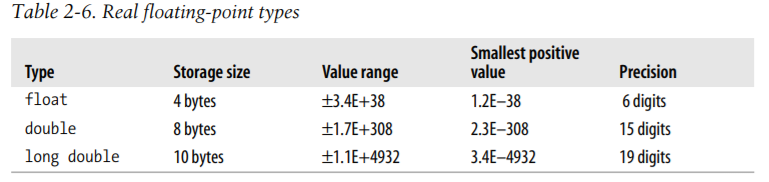 Table 2-6. Real floating-point types
Type Storage size Value range Smallest positive value Precision
float 4 bytes ±3.4E+38 1.2E–38 6 digits
double 8 bytes ±1.7E+308 2.3E–308 15 digits
long double 10 bytes ±1.1E+4932 3.4E–4932 19 digits